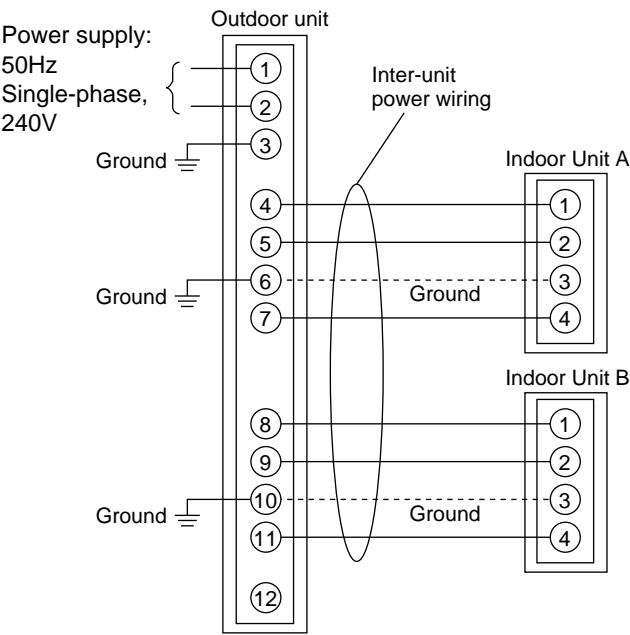 Outdoor unit
Power supply:
50Hz
Single-phase,
240V
1
2
3
Ground
Inter-unit
power wiring
Indoor Unit A
4
5
6
7
Ground
Ground
1
2
3
4
Indoor Unit B
8
9
10
11
12
Ground
Ground
1
2
3
4